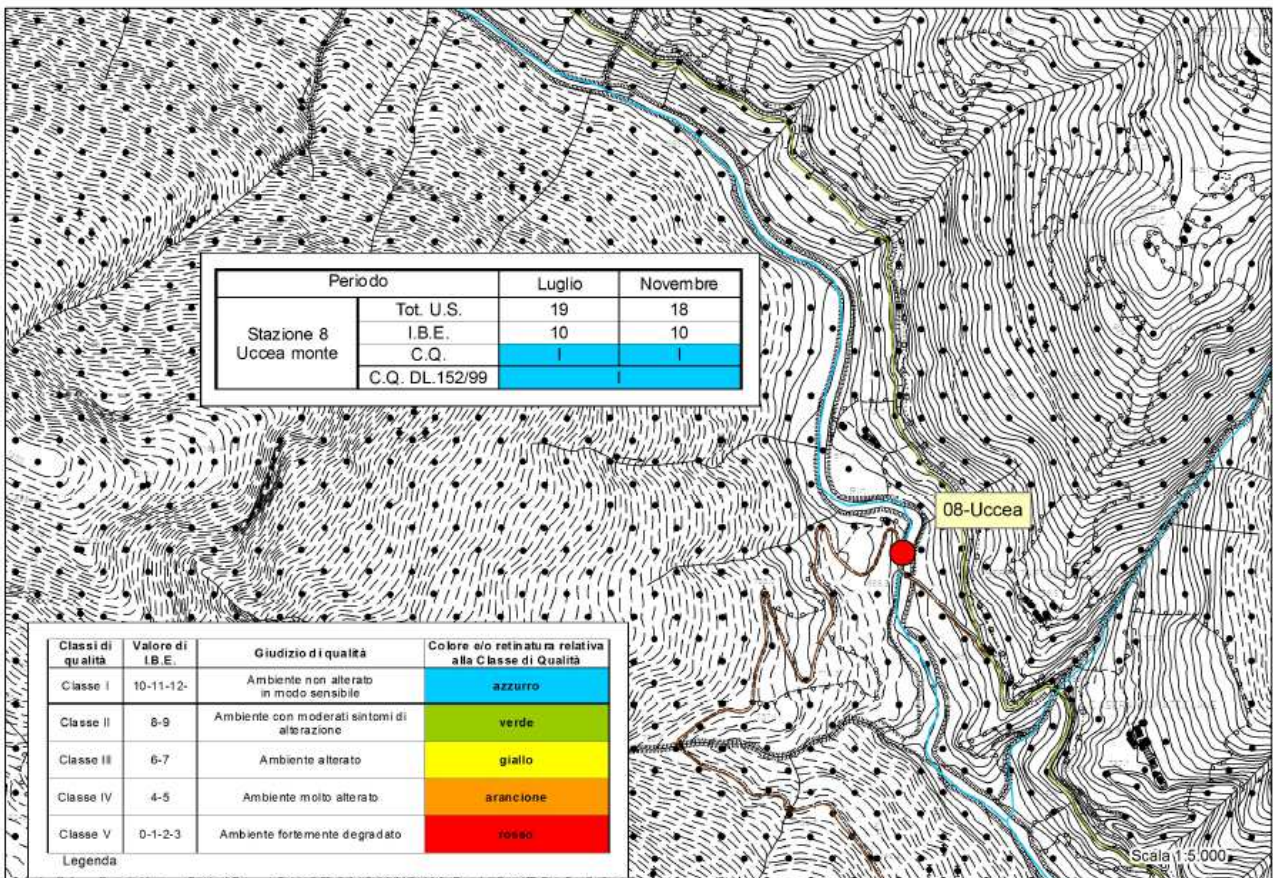 Periodo Luglio Novembre
Stazione 8 Uccea monte
Tot. U.S. 19 18
I.B.E. 10 10
C.Q. I I
C.Q. DL.152/99 I
08-Uccea
Classi di qualità Valore di I.B.E. Giudizio di qualità Colore e/o retinatura relativa alla Classe di Qualità
Classe I 10-11-12- Ambiente non alterato in modo sensibile azzurro
Classe II 8-9 Ambiente con moderati sintomi di alterazione verde
Classe III 6-7 Ambiente alterato giallo
Classe IV 4-5 Ambiente molto alterato arancione
Classe V 0-1-2-3 Ambiente fortemente degradato rosso
Legenda
Scala 1:5.000